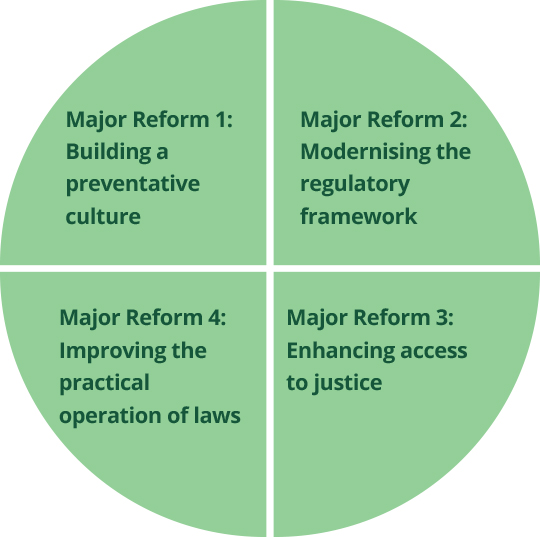 Major Reform 1:
Building a
preventative
culture
Major Reform 2:
Modernising the
regulatory
framework
Major Reform 4:
Improving the
practical
operation of laws
Major Reform 3:
Enhancing access
to justice